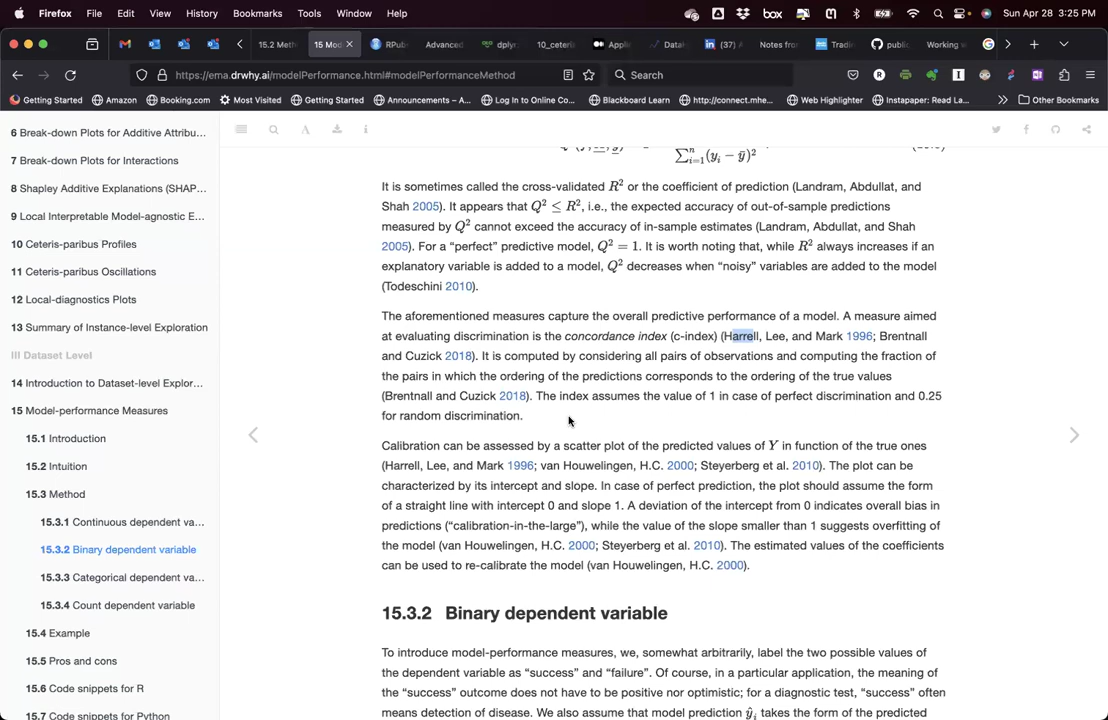 Firefox File Edit View History Bookmarks Tools Window Help box Sun Apr 28 3:25 PM
15.2 Met 15 Mod RPub Advanced dplyr 10_ceteris Appli Data in (37) Notes from Tradin public Working
https://ema.drwhy.ai/modelPerformance.html#modelPerformanceMethod Search
Getting Started Amazon Booking.com Most Visited Getting Started Announcements – A... Log In to Online Co... Blackboard Learn http://connect.mhe... Web Highlighter Instapaper: Read La... Other Bookmarks
6 Break-down Plots for Additive Attribu...
7 Break-down Plots for Interactions
8 Shapley Additive Explanations (SHAP...
9 Local Interpretable Model-agnostic E...
10 Ceteris-paribus Profiles
11 Ceteris-paribus Oscillations
12 Local-diagnostics Plots
13 Summary of Instance-level Exploration
III Dataset Level
14 Introduction to Dataset-level Explor...
15 Model-performance Measures
15.1 Introduction
15.2 Intuition
15.3 Method
15.3.1 Continuous dependent va...
15.3.2 Binary dependent variable
15.3.3 Categorical dependent va...
15.3.4 Count dependent variable
15.4 Example
15.5 Pros and cons
15.6 Code snippets for R
15.7 Code snippets for Python
∑ⁿᵢ₌₁(yᵢ − ȳ)²
It is sometimes called the cross-validated R² or the coefficient of prediction (Landram, Abdullat, and
Shah 2005). It appears that Q² ≤ R², i.e., the expected accuracy of out-of-sample predictions
measured by Q² cannot exceed the accuracy of in-sample estimates (Landram, Abdullat, and Shah
2005). For a “perfect” predictive model, Q² = 1. It is worth noting that, while R² always increases if an
explanatory variable is added to a model, Q² decreases when “noisy” variables are added to the model
(Todeschini 2010).
The aforementioned measures capture the overall predictive performance of a model. A measure aimed
at evaluating discrimination is the concordance index (c-index) (Harrell, Lee, and Mark 1996; Brentnall
and Cuzick 2018). It is computed by considering all pairs of observations and computing the fraction of
the pairs in which the ordering of the predictions corresponds to the ordering of the true values
(Brentnall and Cuzick 2018). The index assumes the value of 1 in case of perfect discrimination and 0.25
for random discrimination.
Calibration can be assessed by a scatter plot of the predicted values of Y in function of the true ones
(Harrell, Lee, and Mark 1996; van Houwelingen, H.C. 2000; Steyerberg et al. 2010). The plot can be
characterized by its intercept and slope. In case of perfect prediction, the plot should assume the form
of a straight line with intercept 0 and slope 1. A deviation of the intercept from 0 indicates overall bias in
predictions (“calibration-in-the-large”), while the value of the slope smaller than 1 suggests overfitting of
the model (van Houwelingen, H.C. 2000; Steyerberg et al. 2010). The estimated values of the coefficients
can be used to re-calibrate the model (van Houwelingen, H.C. 2000).
15.3.2 Binary dependent variable
To introduce model-performance measures, we, somewhat arbitrarily, label the two possible values of
the dependent variable as “success” and “failure”. Of course, in a particular application, the meaning of
the “success” outcome does not have to be positive nor optimistic; for a diagnostic test, “success” often
means detection of disease. We also assume that model prediction ŷᵢ takes the form of the predicted